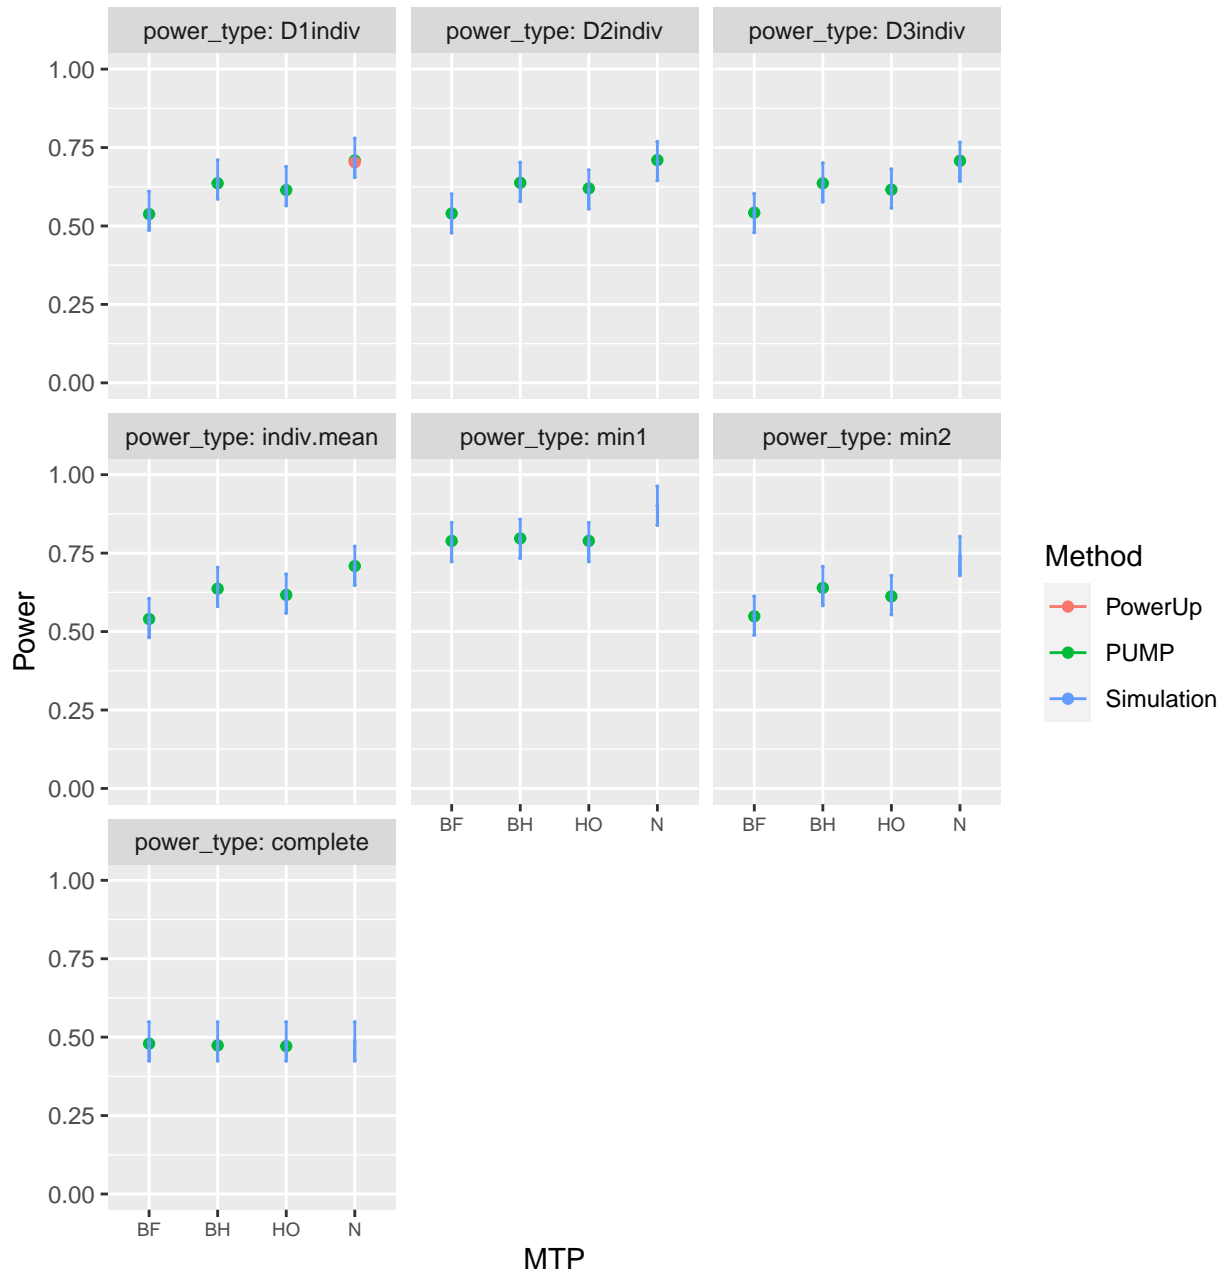 power_type: D1indiv
power_type: D2indiv
power_type: D3indiv
1.00
0.75
0.50
0.25
0.00
power_type: indiv.mean
power_type: min1
power_type: min2
1.00
0.75
0.50
0.25
0.00
BF BH HO N
BF BH HO N
power_type: complete
1.00
0.75
0.50
0.25
0.00
BF BH HO N
Power
MTP
Method
PowerUp
PUMP
Simulation